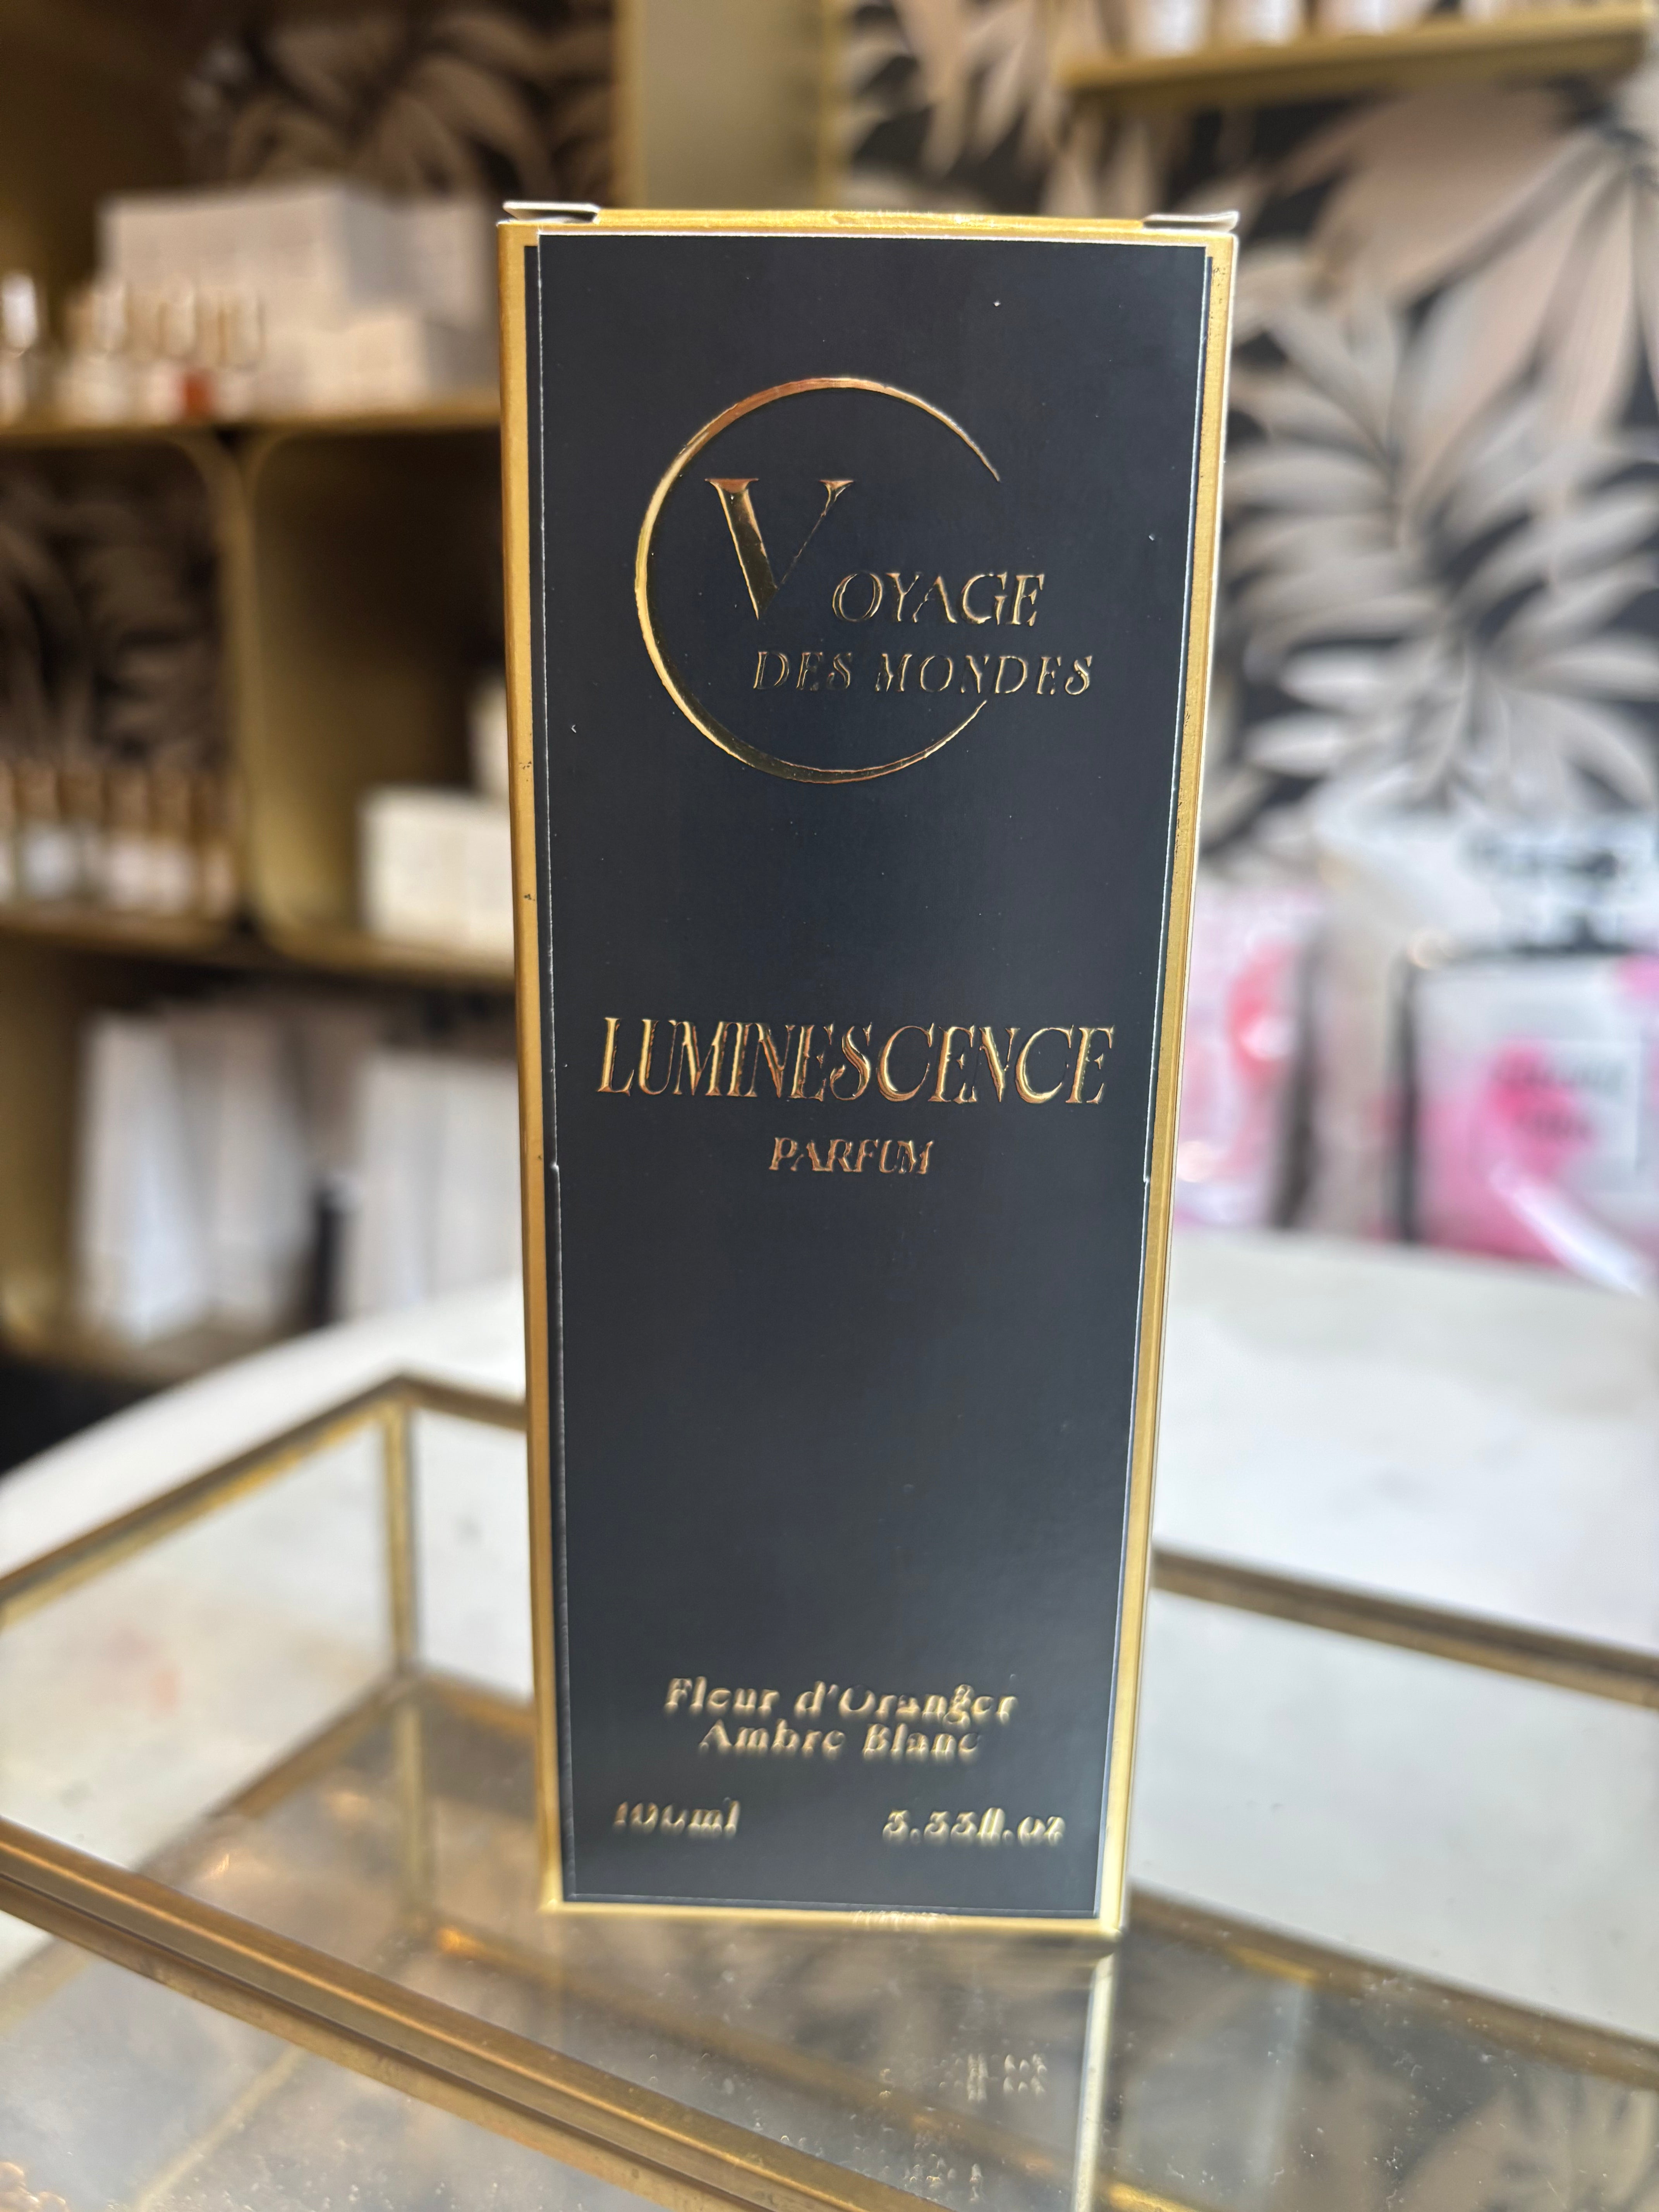 VOYAGE
DES MONDES
LUMINESCENCE
PARFUM
Fleur d'Oranger
Ambre Blanc
100ml 3.33fl.oz